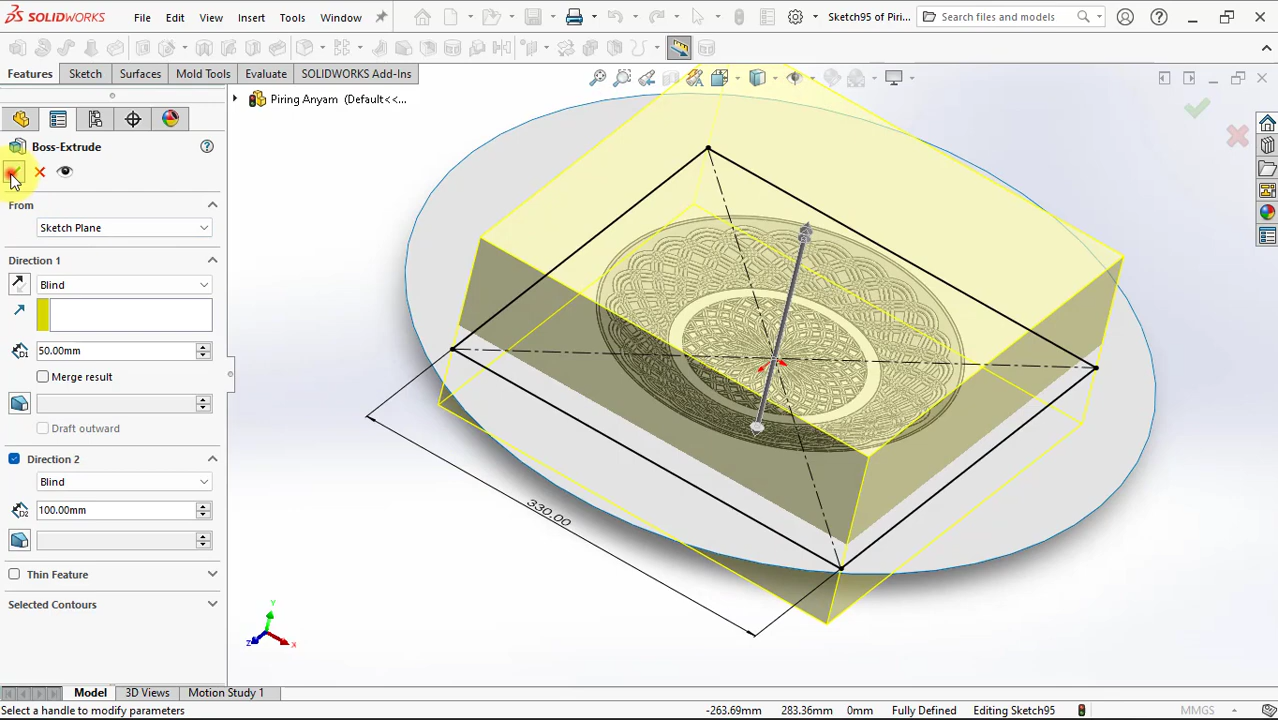 SOLIDWORKS
File
Edit
View
Insert
Tools
Window
Sketch95 of Piri...
Search files and models
Features
Sketch
Surfaces
Mold Tools
Evaluate
SOLIDWORKS Add-Ins
Piring Anyam (Default<<...
Boss-Extrude
From
Sketch Plane
Direction 1
Blind
50.00mm
Merge result
Draft outward
Direction 2
Blind
100.00mm
Thin Feature
Selected Contours
330.00
Y
Z
X
Model
3D Views
Motion Study 1
Select a handle to modify parameters
-263.69mm
283.36mm
0mm
Fully Defined
Editing Sketch95
MMGS